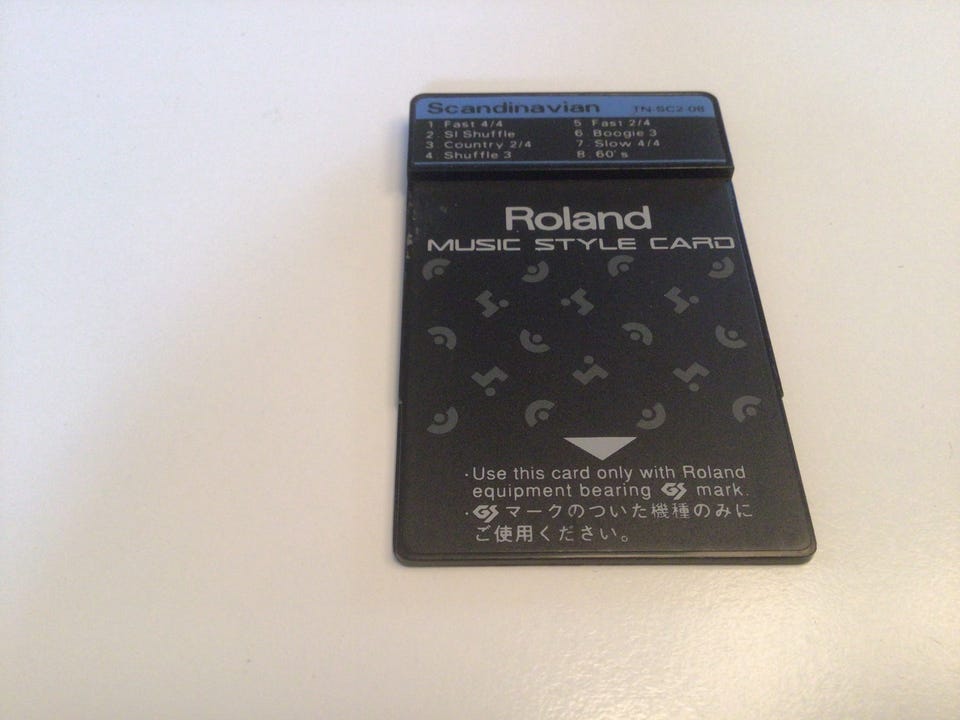 Scandinavian TN-SC2-06
1. Fast 4/4 5. Fast 2/4
2. Sl Shuffle 6. Boogie 3
3. Country 2/4 7. Slow 4/4
4. Shuffle 3 8. 60's
Roland
MUSIC STYLE CARD
·Use this card only with Roland
equipment bearing GS mark.
·GS マークのついた機種のみに
ご使用ください。